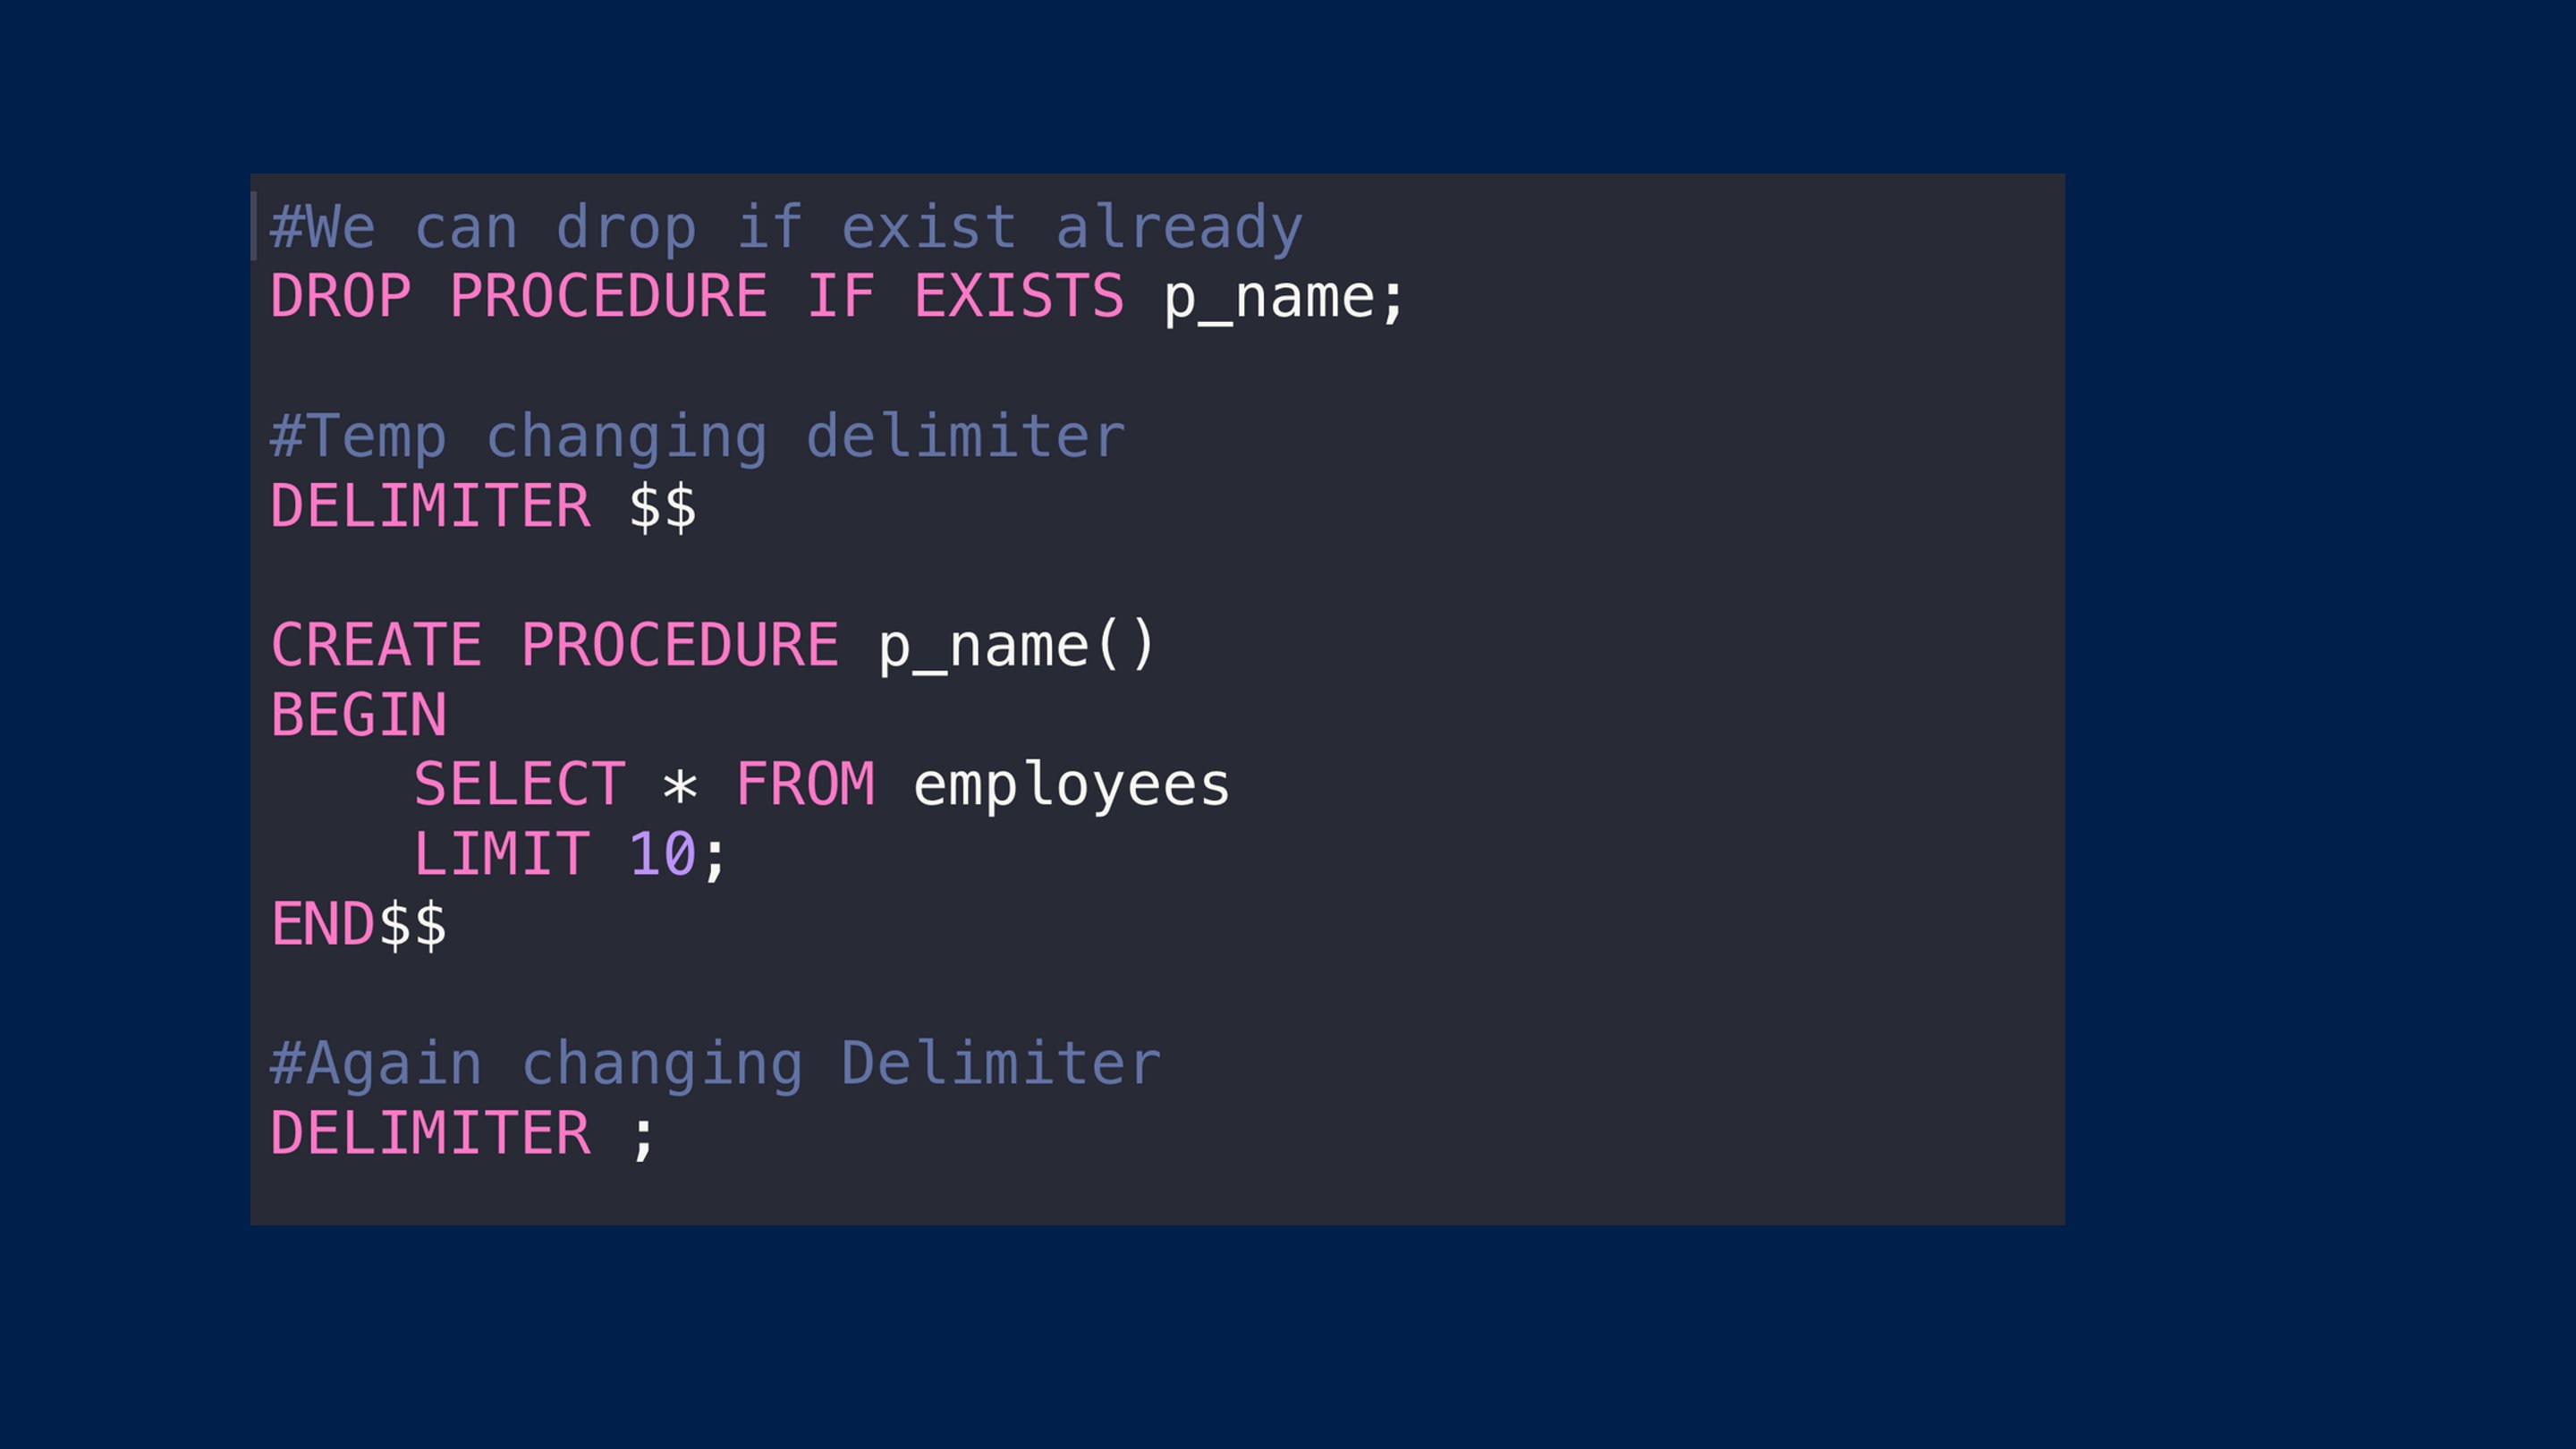 #We can drop if exist already
DROP PROCEDURE IF EXISTS p_name;
#Temp changing delimiter
DELIMITER $$
CREATE PROCEDURE p_name()
BEGIN
    SELECT * FROM employees
    LIMIT 10;
END$$
#Again changing Delimiter
DELIMITER ;